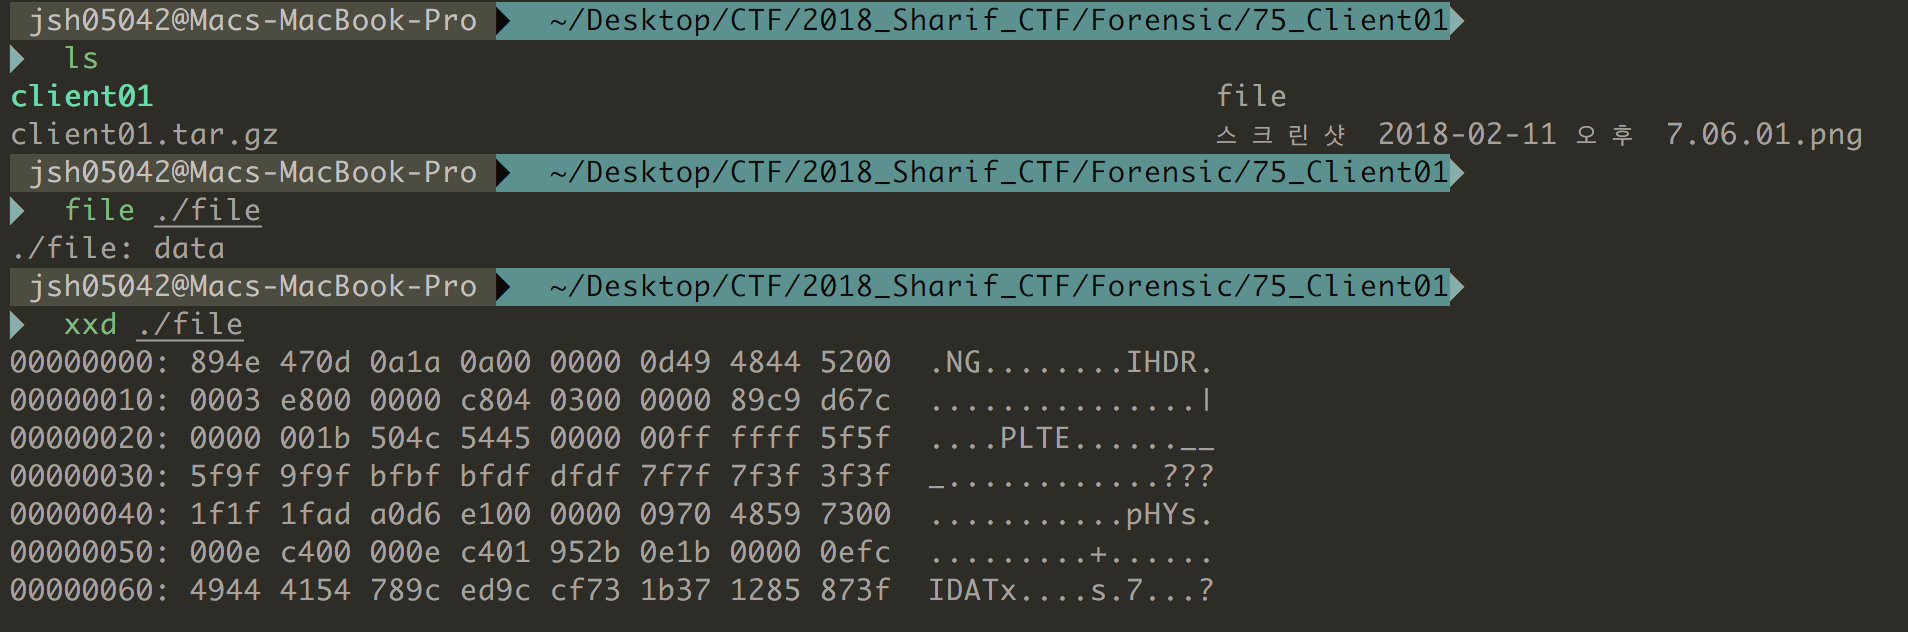 jsh05042@Macs-MacBook-Pro ~/Desktop/CTF/2018_Sharif_CTF/Forensic/75_Client01
ls
client01 file
client01.tar.gz 스크린샷 2018-02-11 오후 7.06.01.png
jsh05042@Macs-MacBook-Pro ~/Desktop/CTF/2018_Sharif_CTF/Forensic/75_Client01
file ./file
./file: data
jsh05042@Macs-MacBook-Pro ~/Desktop/CTF/2018_Sharif_CTF/Forensic/75_Client01
xxd ./file
00000000: 894e 470d 0a1a 0a00 0000 0d49 4844 5200 .NG........IHDR.
00000010: 0003 e800 0000 c804 0300 0000 89c9 d67c ...............|
00000020: 0000 001b 504c 5445 0000 00ff ffff 5f5f ....PLTE......__
00000030: 5f9f 9f9f bfbf bfdf dfdf 7f7f 7f3f 3f3f _............???
00000040: 1f1f 1fad a0d6 e100 0000 0970 4859 7300 ...........pHYs.
00000050: 000e c400 000e c401 952b 0e1b 0000 0efc .........+......
00000060: 4944 4154 789c ed9c cf73 1b37 1285 873f IDATx....s.7...?